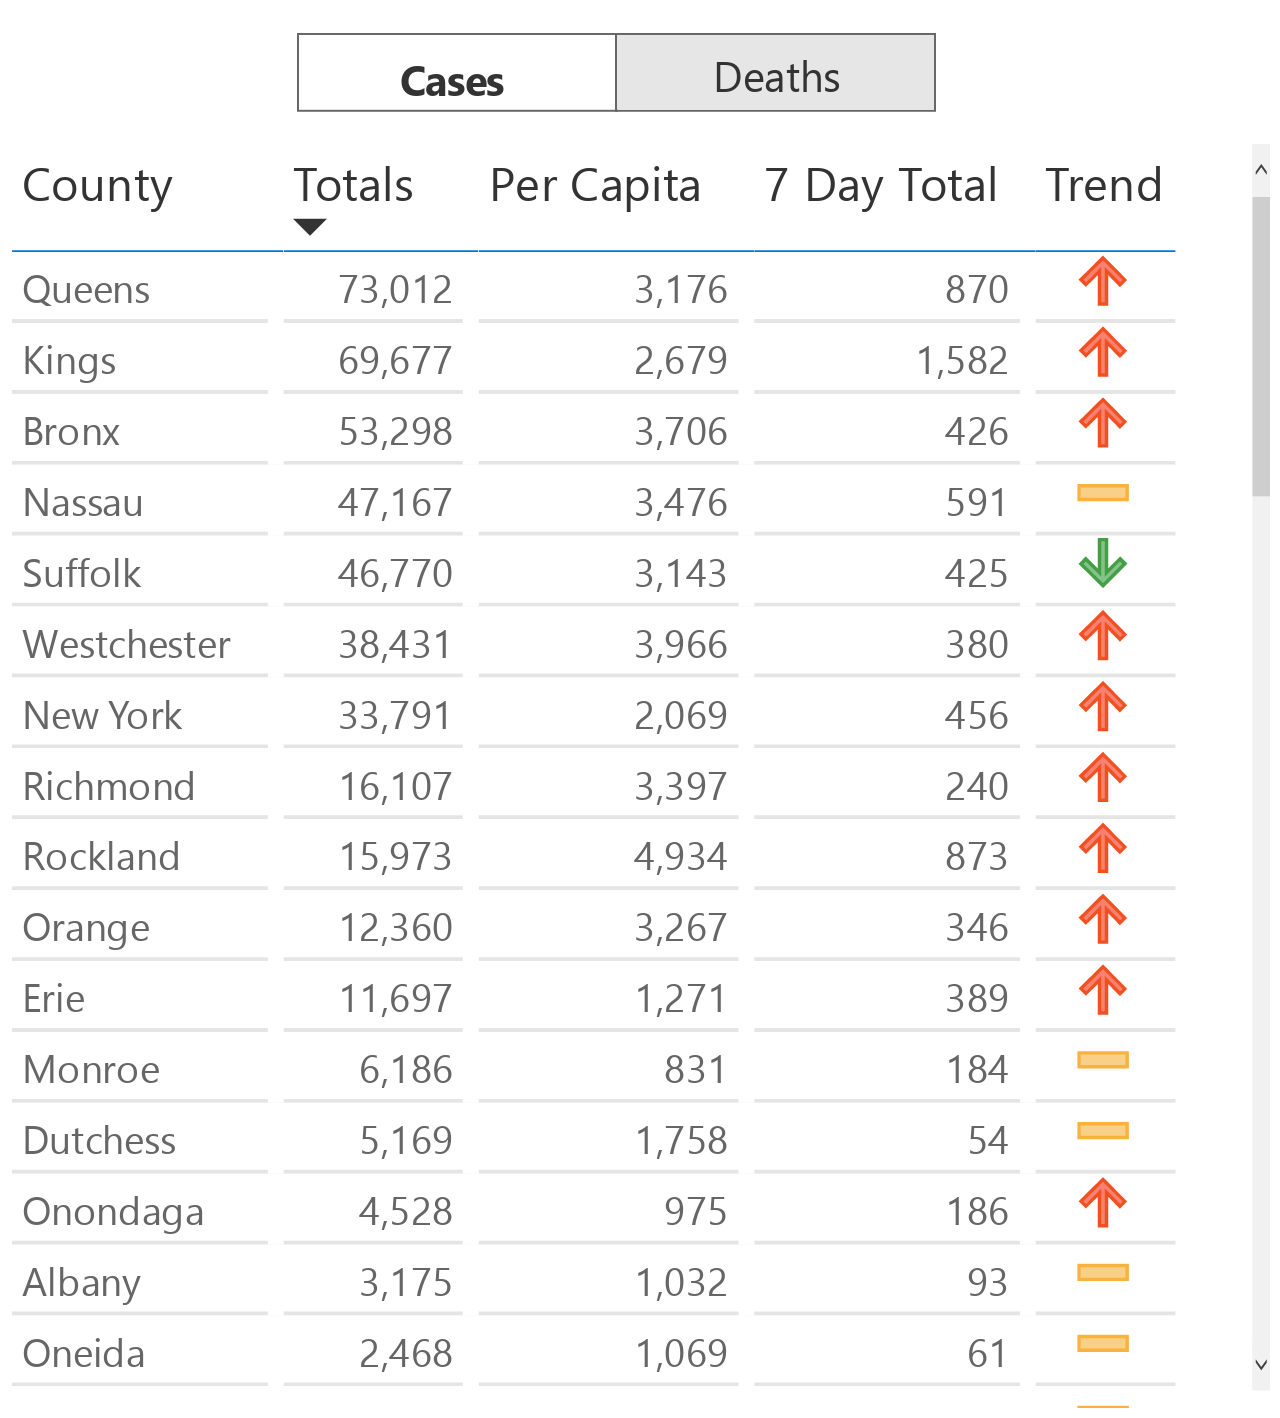 Cases Deaths
County Totals Per Capita 7 Day Total Trend
Queens 73,012 3,176 870
Kings 69,677 2,679 1,582
Bronx 53,298 3,706 426
Nassau 47,167 3,476 591
Suffolk 46,770 3,143 425
Westchester 38,431 3,966 380
New York 33,791 2,069 456
Richmond 16,107 3,397 240
Rockland 15,973 4,934 873
Orange 12,360 3,267 346
Erie 11,697 1,271 389
Monroe 6,186 831 184
Dutchess 5,169 1,758 54
Onondaga 4,528 975 186
Albany 3,175 1,032 93
Oneida 2,468 1,069 61